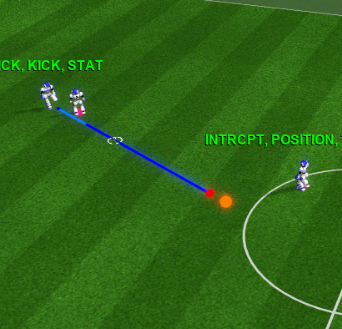 CK, KICK, STAT
INTRCPT, POSITION,